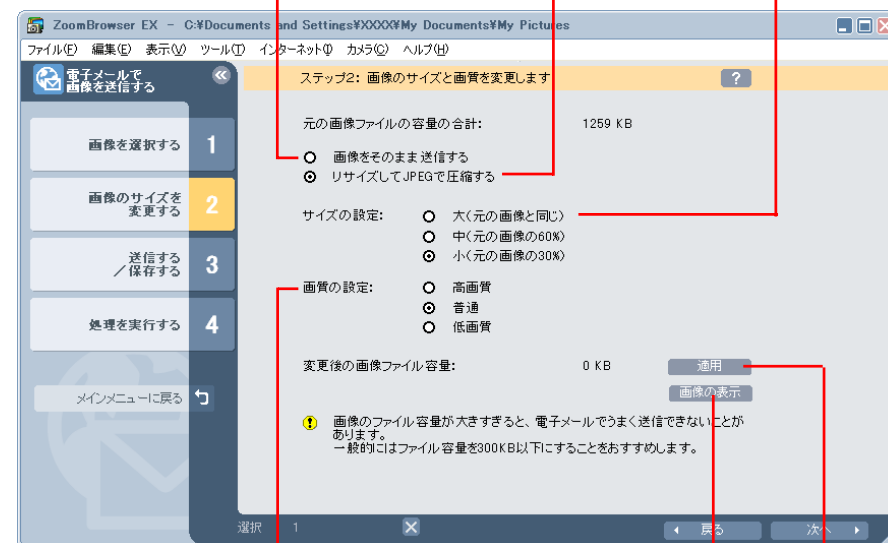 ZoomBrowser EX - C:¥Documents and Settings¥XXXX¥My Documents¥My Pictures
ファイル(F) 編集(E) 表示(V) ツール(T) インターネット(I) カメラ(C) ヘルプ(H)
電子メールで
画像を送信する
ステップ2: 画像のサイズと画質を変更します
?
画像を選択する 1
画像のサイズを
変更する 2
送信する
／保存する 3
処理を実行する 4
メインメニューに戻る
元の画像ファイルの容量の合計: 1259 KB
画像をそのまま送信する
リサイズしてJPEGで圧縮する
サイズの設定: 大(元の画像と同じ)
中(元の画像の60%)
小(元の画像の30%)
画質の設定: 高画質
普通
低画質
変更後の画像ファイル容量: 0 KB 適用
画像の表示
画像のファイル容量が大きすぎると、電子メールでうまく送信できないことが
あります。
一般的にはファイル容量を300KB以下にすることをおすすめします。
選択 1 戻る 次へ